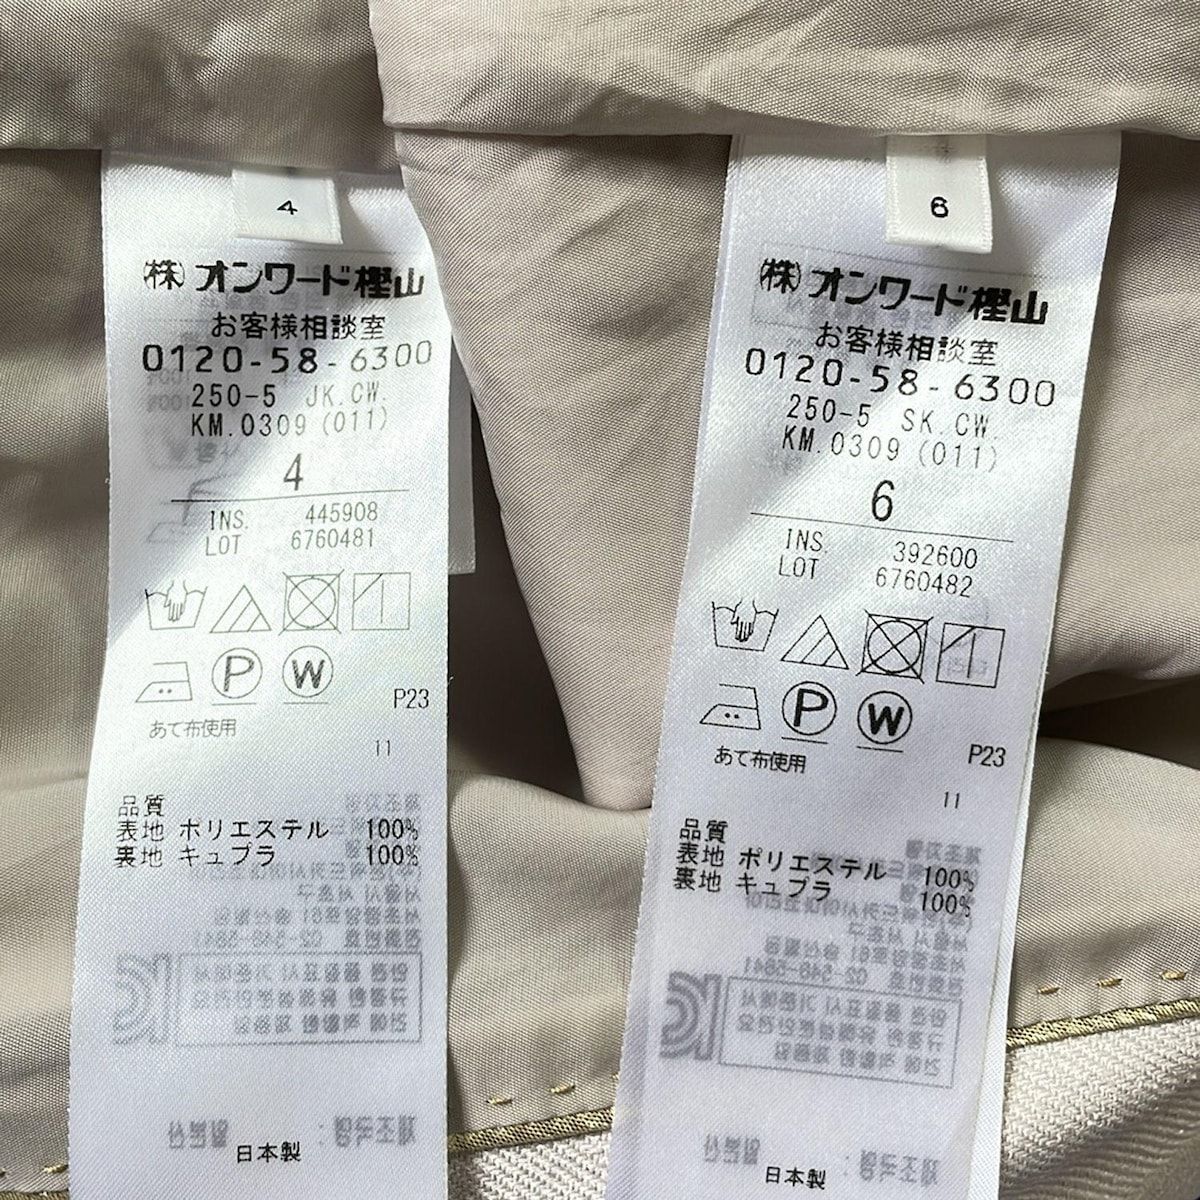 4
(株)オンワード樫山
お客様相談室
0120-58-6300
250-5 JK.CW.
KM.0309(011)
4
INS. 445908
LOT 6760481
P W
あて布使用
P23
11
品質
表地 ポリエステル 100%
裏地 キュプラ 100%
日本製
6
(株)オンワード樫山
お客様相談室
0120-58-6300
250-5 SK.CW.
KM.0309(011)
6
INS. 392600
LOT 6760482
P W
あて布使用
P23
11
品質
表地 ポリエステル 100%
裏地 キュプラ 100%
日本製